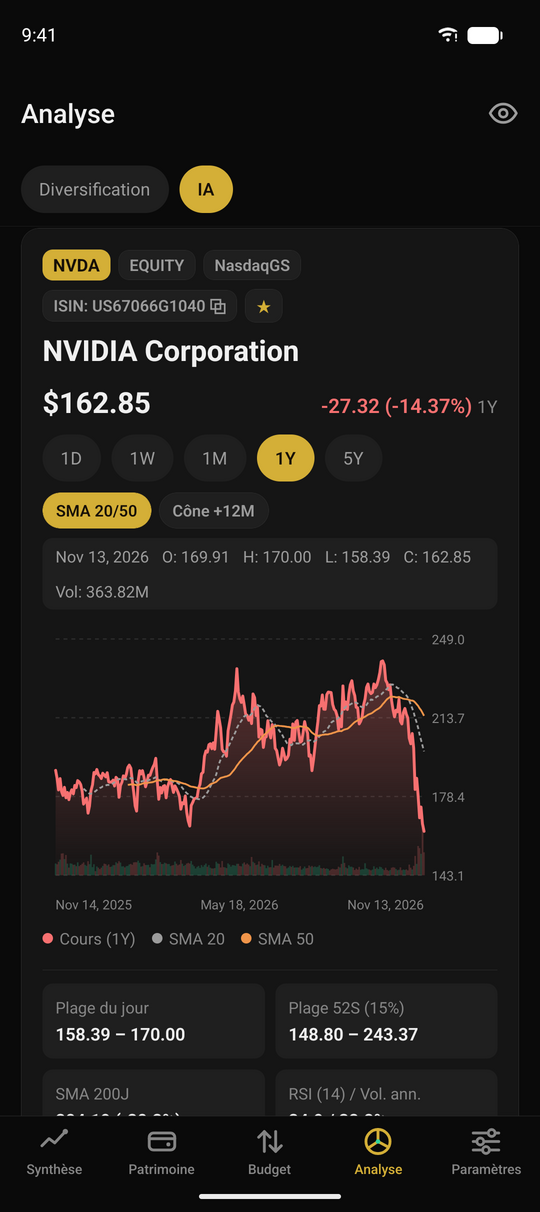 9:41
Analyse
Diversification IA
NVDA EQUITY NasdaqGS
ISIN: US67066G1040 ★
NVIDIA Corporation
$162.85 -27.32 (-14.37%) 1Y
1D 1W 1M 1Y 5Y
SMA 20/50 Cône +12M
Nov 13, 2026 O: 169.91 H: 170.00 L: 158.39 C: 162.85
Vol: 363.82M
249.0
213.7
178.4
143.1
Nov 14, 2025 May 18, 2026 Nov 13, 2026
Cours (1Y) SMA 20 SMA 50
Plage du jour Plage 52S (15%)
158.39 – 170.00 148.80 – 243.37
SMA 200J RSI (14) / Vol. ann.
Synthèse Patrimoine Budget Analyse Paramètres